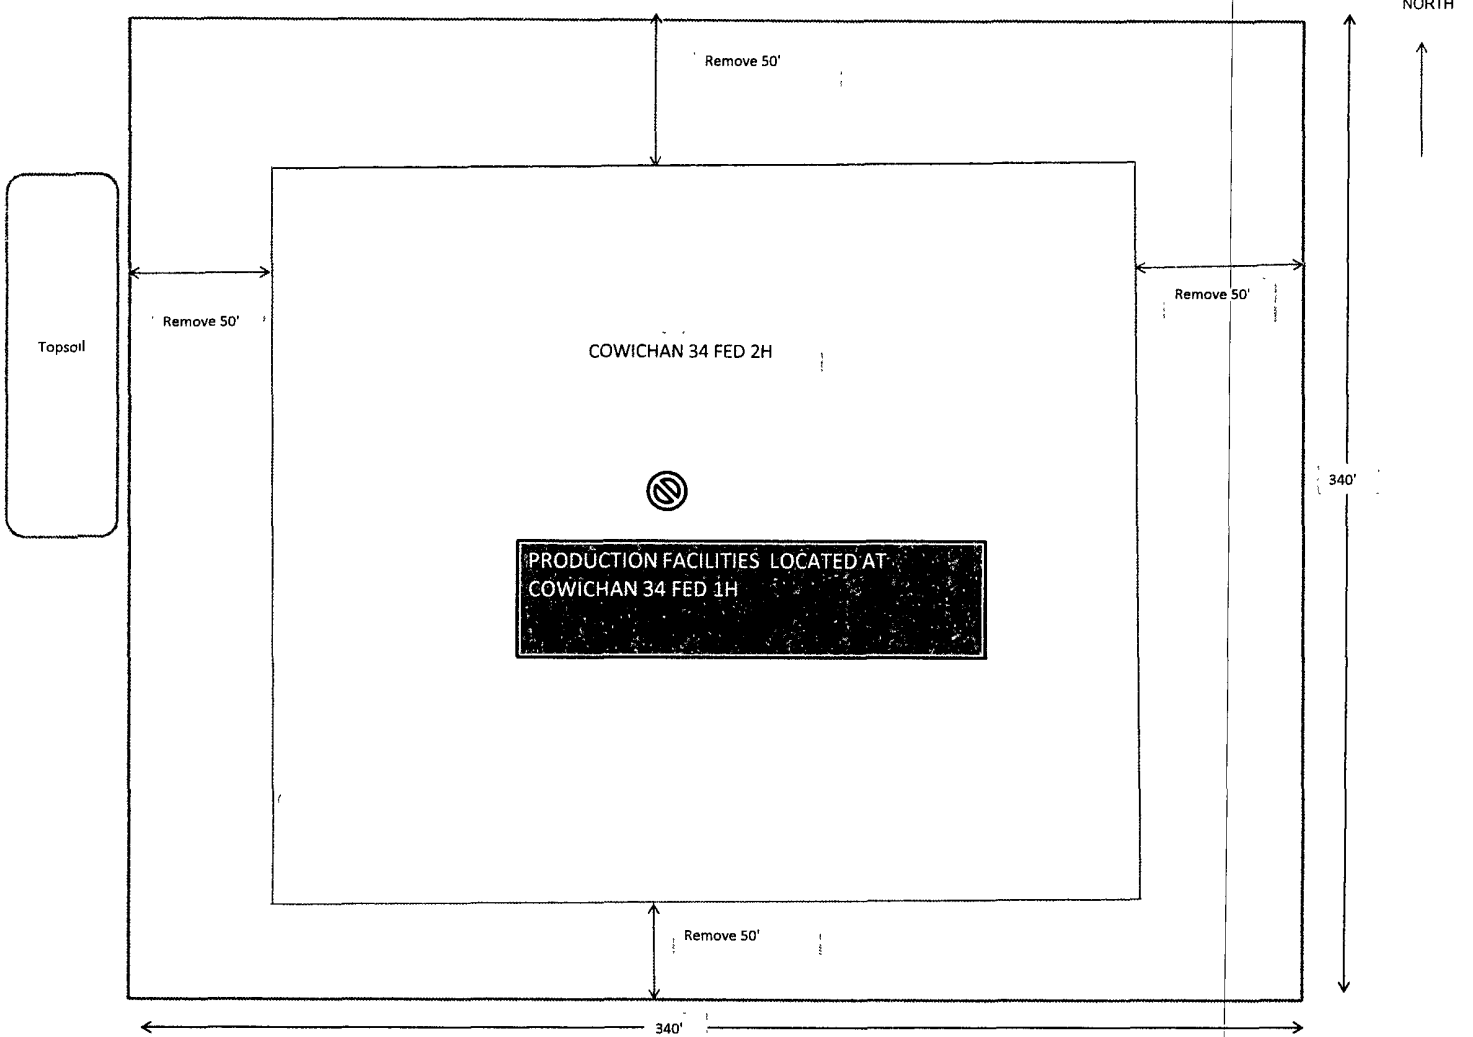 NORTH
Remove 50'
Remove 50'
Remove 50'
Topsoil
COWICHAN 34 FED 2H
340'
PRODUCTION FACILITIES LOCATED AT
COWICHAN 34 FED 1H
Remove 50'
340'